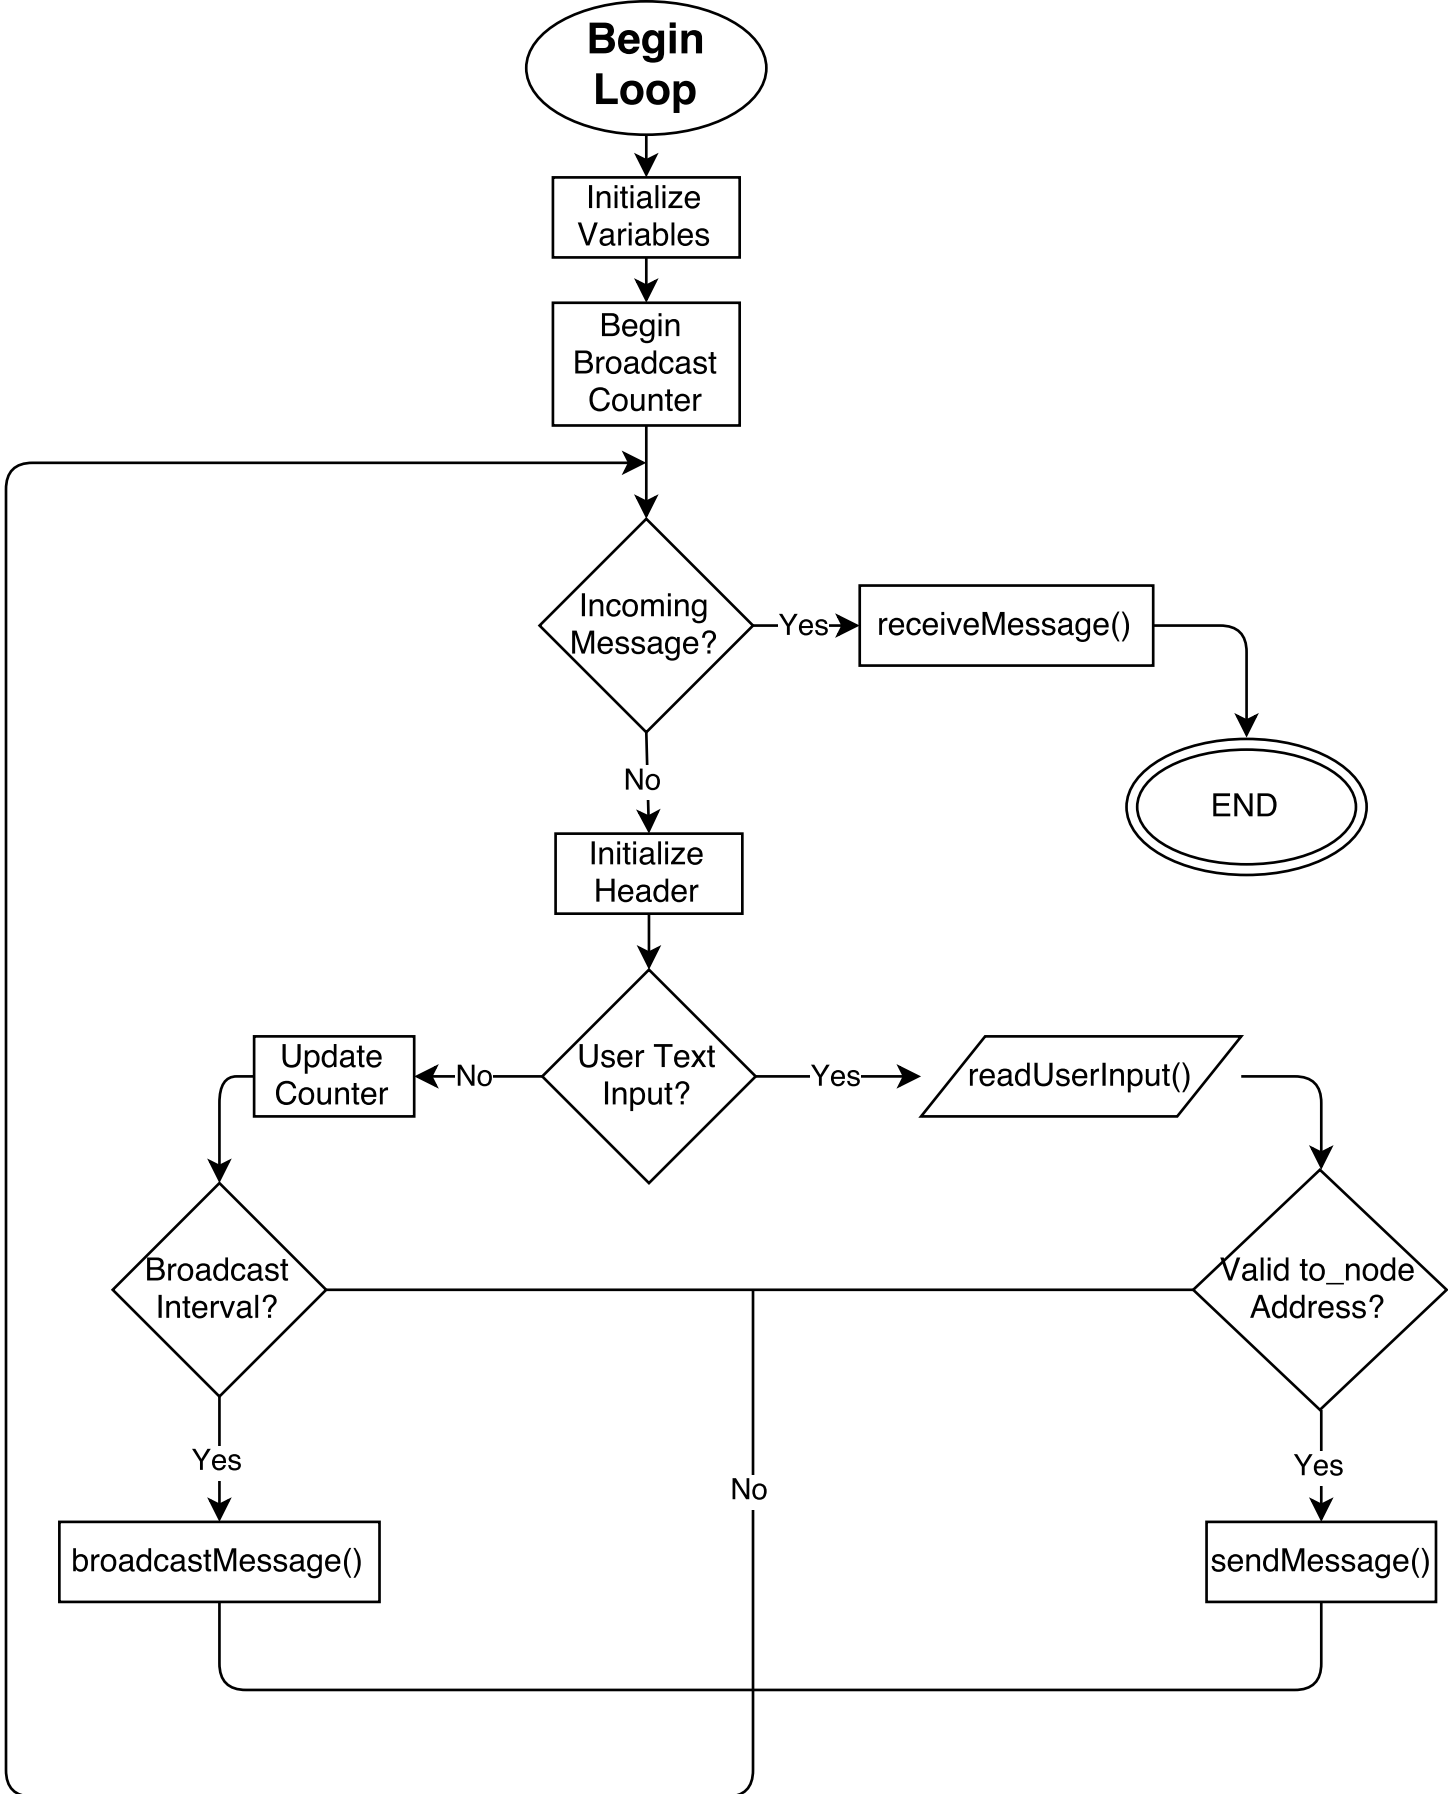 Begin
Loop
Initialize
Variables
Begin
Broadcast
Counter
Incoming
Message?
Yes
receiveMessage()
END
No
Initialize
Header
User Text
Input?
No
Update
Counter
Yes
readUserInput()
Broadcast
Interval?
Valid to_node
Address?
Yes
No
Yes
broadcastMessage()
sendMessage()